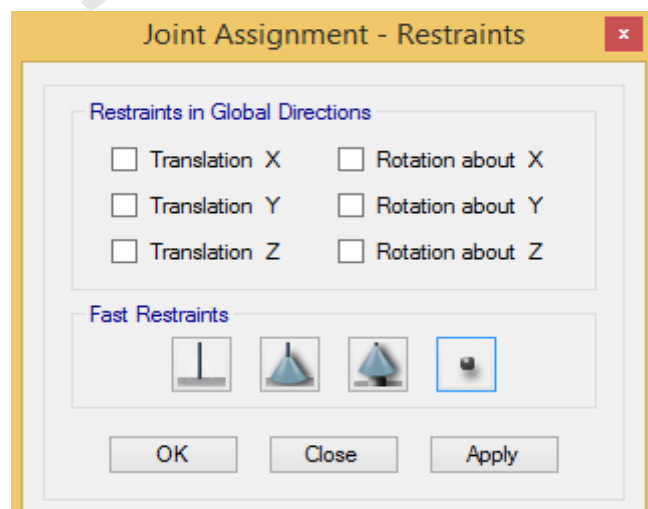 Joint Assignment - Restraints
x
Restraints in Global Directions
Translation X Rotation about X
Translation Y Rotation about Y
Translation Z Rotation about Z
Fast Restraints
OK Close Apply